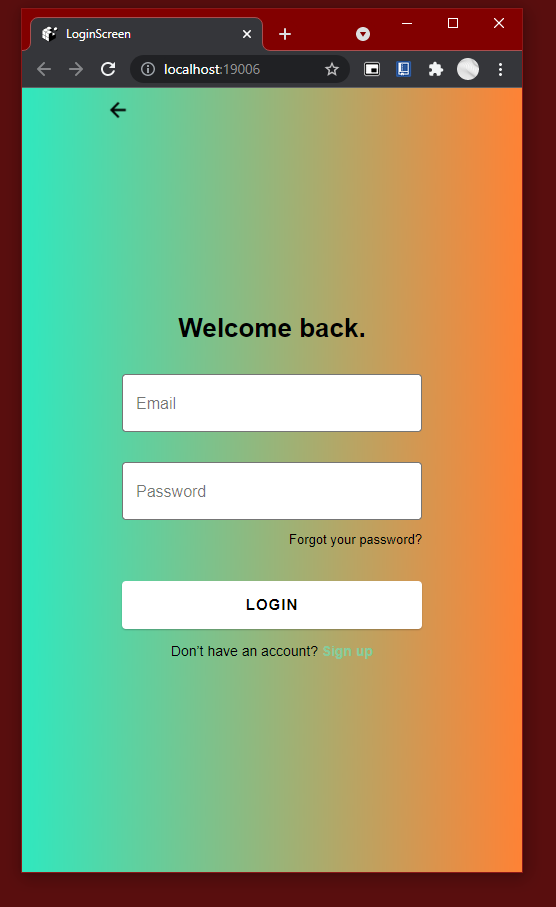 LoginScreen
localhost:19006
Welcome back.
Email
Password
Forgot your password?
LOGIN
Don't have an account? Sign up